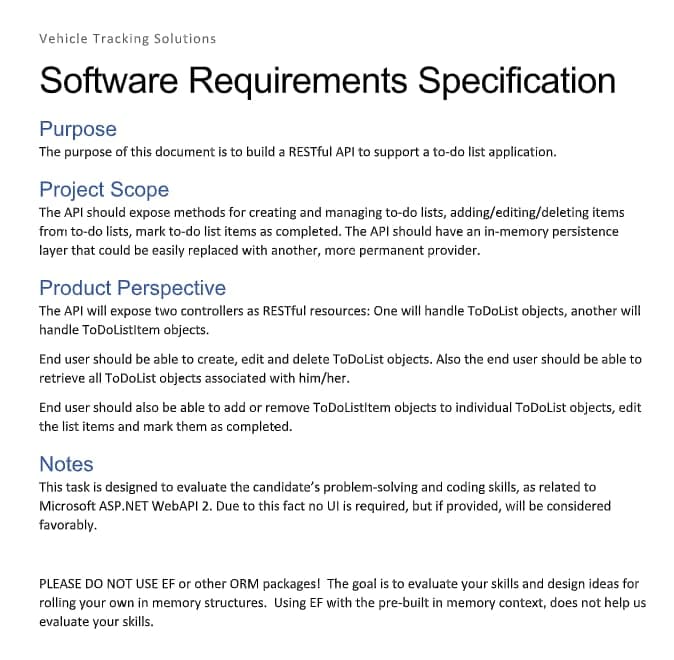 Vehicle Tracking Solutions
Software Requirements Specification
Purpose
The purpose of this document is to build a RESTful API to support a to-do list application.
Project Scope
The API should expose methods for creating and managing to-do lists, adding/editing/deleting items
from to-do lists, mark to-do list items as completed. The API should have an in-memory persistence
layer that could be easily replaced with another, more permanent provider.
Product Perspective
The API will expose two controllers as RESTful resources: One will handle ToDoList objects, another will
handle ToDoListItem objects.
End user should be able to create, edit and delete ToDoList objects. Also the end user should be able to
retrieve all ToDoList objects associated with him/her.
End user should also be able to add or remove ToDoListItem objects to individual ToDoList objects, edit
the list items and mark them as completed.
Notes
This task is designed to evaluate the candidate's problem-solving and coding skills, as related to
Microsoft ASP.NET WebAPI 2. Due to this fact no UI is required, but if provided, will be considered
favorably.
PLEASE DO NOT USE EF or other ORM packages!  The goal is to evaluate your skills and design ideas for
rolling your own in memory structures.  Using EF with the pre-built in memory context, does not help us
evaluate your skills.